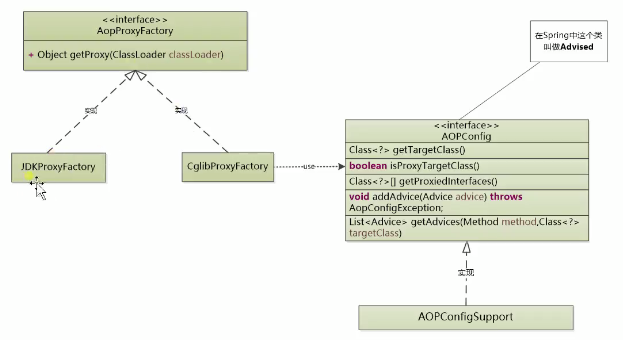 <<interface>>
AopProxyFactory
+ Object getProxy(ClassLoader classLoader)
在Spring中这个类
叫做Advised
实现
实现
<<interface>>
AOPConfig
Class<?> getTargetClass()
boolean isProxyTargetClass()
Class<?>[] getProxiedInterfaces()
void addAdvice(Advice advice) throws
AopConfigException;
List<Advice> getAdvices(Method method,Class<?>
targetClass)
JDKProxyFactory
CglibProxyFactory
use
实现
AOPConfigSupport